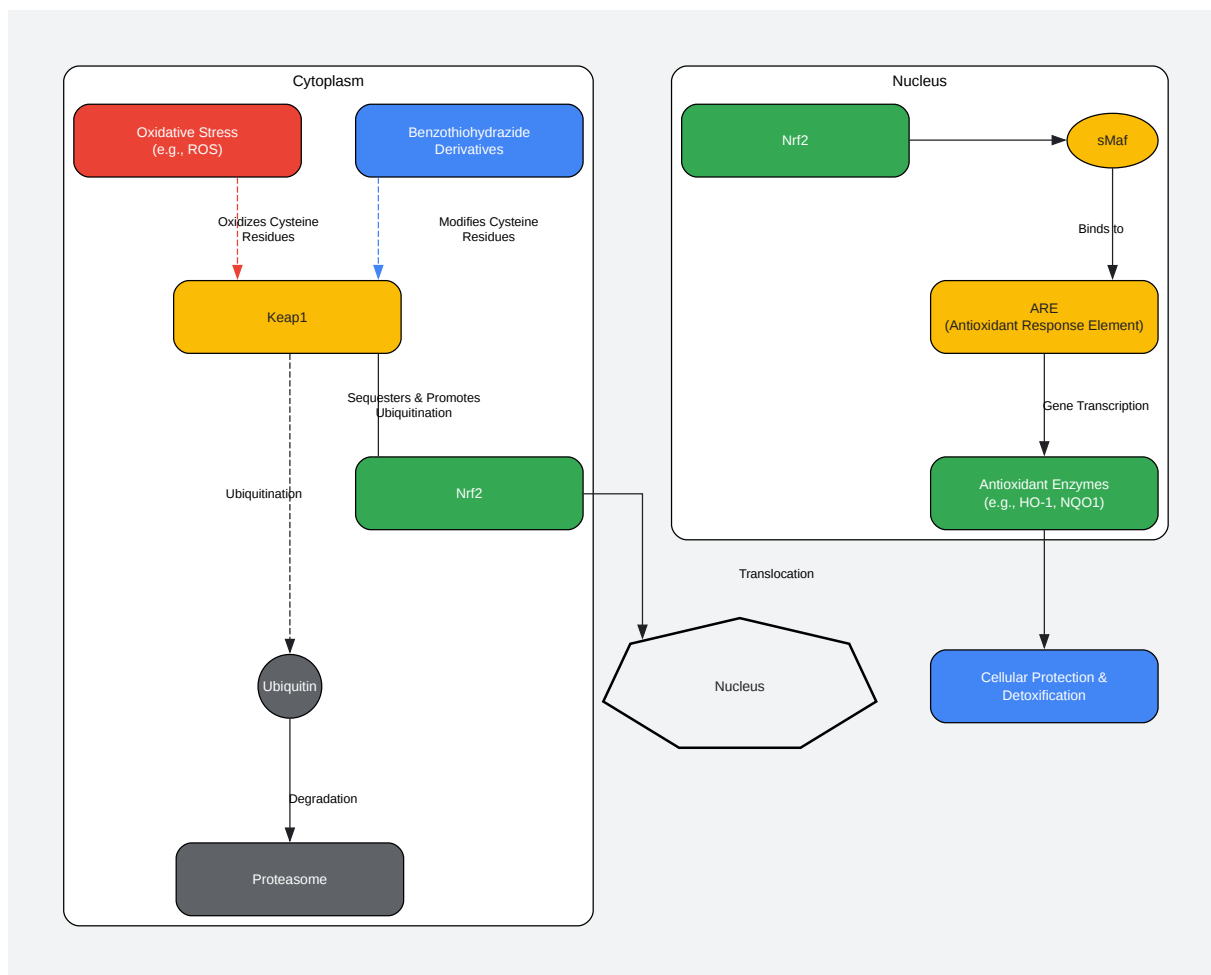 Cytoplasm
Oxidative Stress
(e.g., ROS)
Benzothiohydrazide
Derivatives
Oxidizes Cysteine
Residues
Modifies Cysteine
Residues
Keap1
Sequesters & Promotes
Ubiquitination
Ubiquitination
Nrf2
Ubiquitin
Degradation
Proteasome
Nucleus
Nrf2
sMaf
Binds to
ARE
(Antioxidant Response Element)
Gene Transcription
Antioxidant Enzymes
(e.g., HO-1, NQO1)
Translocation
Nucleus
Cellular Protection &
Detoxification